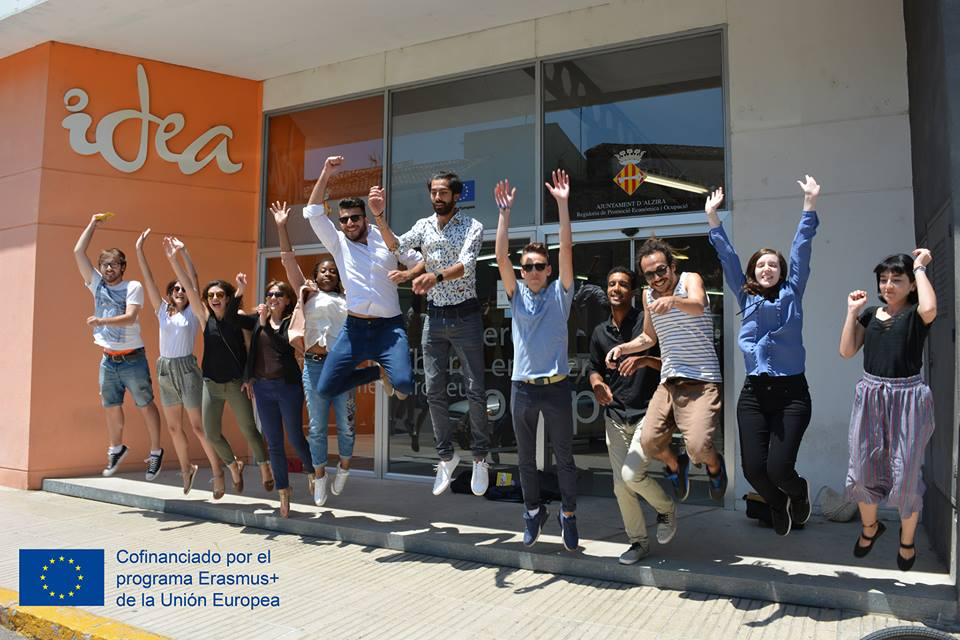 idea
AJUNTAMENT D'ALZIRA
Regidoria de Promoció Econòmica i Ocupació
Cofinanciado por el
programa Erasmus+
de la Unión Europea